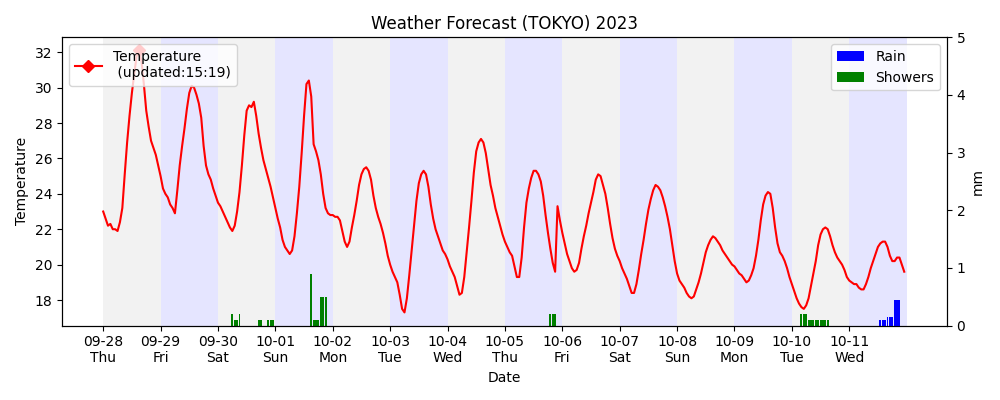 Weather Forecast (TOKYO) 2023
Temperature
(updated:15:19)
Rain
Showers
Temperature
32
30
28
26
24
22
20
18
5
4
3
2
1
0
mm
09-28 09-29 09-30 10-01 10-02 10-03 10-04 10-05 10-06 10-07 10-08 10-09 10-10 10-11
Thu Fri Sat Sun Mon Tue Wed Thu Fri Sat Sun Mon Tue Wed
Date